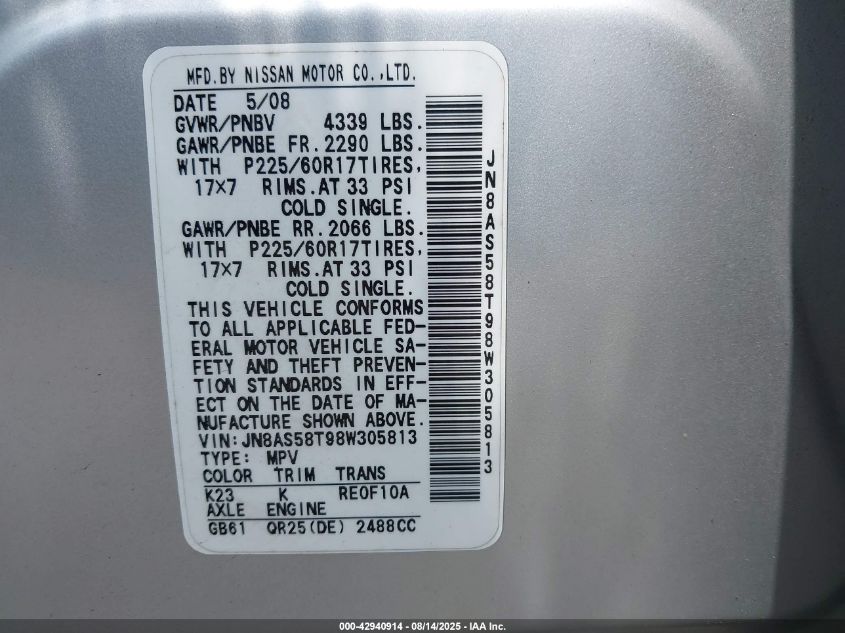 MFD.BY NISSAN MOTOR CO.,LTD.
DATE 5/08
GVWR/PNBV 4339 LBS.
GAWR/PNBE FR.2290 LBS.
WITH P225/60R17TIRES,
17×7 RIMS.AT 33 PSI
COLD SINGLE.
GAWR/PNBE RR.2066 LBS.
WITH P225/60R17TIRES,
17×7 RIMS.AT 33 PSI
COLD SINGLE.
THIS VEHICLE CONFORMS
TO ALL APPLICABLE FED-
ERAL MOTOR VEHICLE SA-
FETY AND THEFT PREVEN-
TION STANDARDS IN EFF-
ECT ON THE DATE OF MA-
NUFACTURE SHOWN ABOVE.
VIN:JN8AS58T98W305813
TYPE: MPV
COLOR TRIM TRANS
K23 K RE0F10A
AXLE ENGINE
GB61 QR25(DE) 2488CC
JN8AS58T98W305813
000-42940914 - 08/14/2025 - IAA Inc.